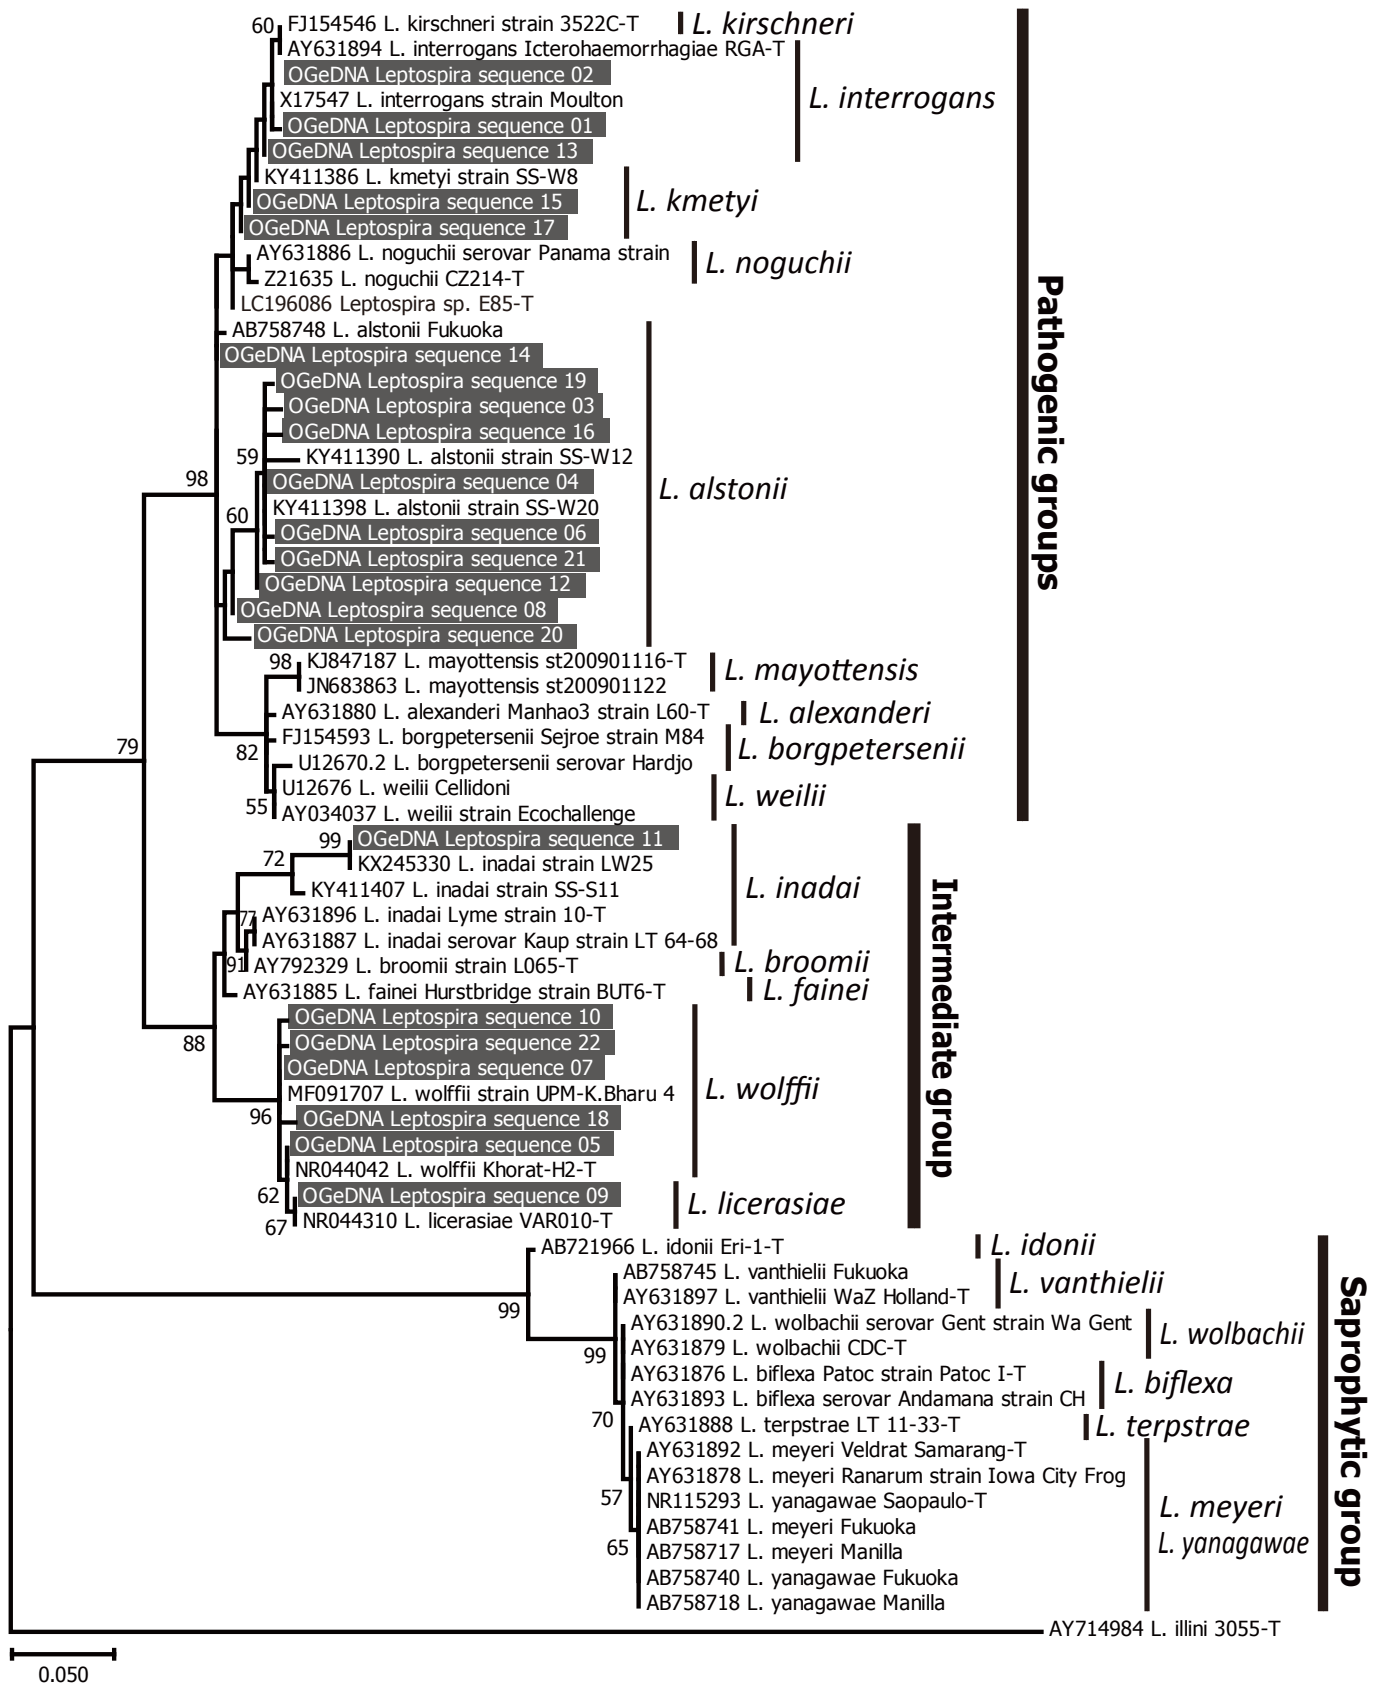 60
FJ154546 L. kirschneri strain 3522C-T
L. kirschneri
AY631894 L. interrogans Icterohaemorrhagiae RGA-T
OGeDNA Leptospira sequence 02
X17547 L. interrogans strain Moulton
L. interrogans
OGeDNA Leptospira sequence 01
OGeDNA Leptospira sequence 13
KY411386 L. kmetyi strain SS-W8
OGeDNA Leptospira sequence 15
L. kmetyi
OGeDNA Leptospira sequence 17
AY631886 L. noguchii serovar Panama strain
L. noguchii
Z21635 L. noguchii CZ214-T
LC196086 Leptospira sp. E85-T
AB758748 L. alstonii Fukuoka
OGeDNA Leptospira sequence 14
OGeDNA Leptospira sequence 19
OGeDNA Leptospira sequence 03
OGeDNA Leptospira sequence 16
59
KY411390 L. alstonii strain SS-W12
98
OGeDNA Leptospira sequence 04
L. alstonii
KY411398 L. alstonii strain SS-W20
60
OGeDNA Leptospira sequence 06
OGeDNA Leptospira sequence 21
OGeDNA Leptospira sequence 12
OGeDNA Leptospira sequence 08
OGeDNA Leptospira sequence 20
Pathogenic groups
98
KJ847187 L. mayottensis st200901116-T
L. mayottensis
JN683863 L. mayottensis st200901122
AY631880 L. alexanderi Manhao3 strain L60-T
L. alexanderi
FJ154593 L. borgpetersenii Sejroe strain M84
L. borgpetersenii
79
82
U12670.2 L. borgpetersenii serovar Hardjo
U12676 L. weilii Cellidoni
L. weilii
55
AY034037 L. weilii strain Ecochallenge
99
OGeDNA Leptospira sequence 11
72
KX245330 L. inadai strain LW25
L. inadai
KY411407 L. inadai strain SS-S11
77
AY631896 L. inadai Lyme strain 10-T
AY631887 L. inadai serovar Kaup strain LT 64-68
91
AY792329 L. broomii strain L065-T
L. broomii
AY631885 L. fainei Hurstbridge strain BUT6-T
L. fainei
Intermediate group
OGeDNA Leptospira sequence 10
88
OGeDNA Leptospira sequence 22
OGeDNA Leptospira sequence 07
MF091707 L. wolffii strain UPM-K.Bharu 4
L. wolffii
96
OGeDNA Leptospira sequence 18
OGeDNA Leptospira sequence 05
NR044042 L. wolffii Khorat-H2-T
62
OGeDNA Leptospira sequence 09
L. licerasiae
67
NR044310 L. licerasiae VAR010-T
AB721966 L. idonii Eri-1-T
L. idonii
AB758745 L. vanthielii Fukuoka
L. vanthielii
99
AY631897 L. vanthielii WaZ Holland-T
AY631890.2 L. wolbachii serovar Gent strain Wa Gent
L. wolbachii
99
AY631879 L. wolbachii CDC-T
AY631876 L. biflexa Patoc strain Patoc I-T
L. biflexa
AY631893 L. biflexa serovar Andamana strain CH
70
AY631888 L. terpstrae LT 11-33-T
L. terpstrae
Saprophytic group
AY631892 L. meyeri Veldrat Samarang-T
AY631878 L. meyeri Ranarum strain Iowa City Frog
57
NR115293 L. yanagawae Saopaulo-T
L. meyeri
AB758741 L. meyeri Fukuoka
L. yanagawae
65
AB758717 L. meyeri Manilla
AB758740 L. yanagawae Fukuoka
AB758718 L. yanagawae Manilla
AY714984 L. illini 3055-T
0.050